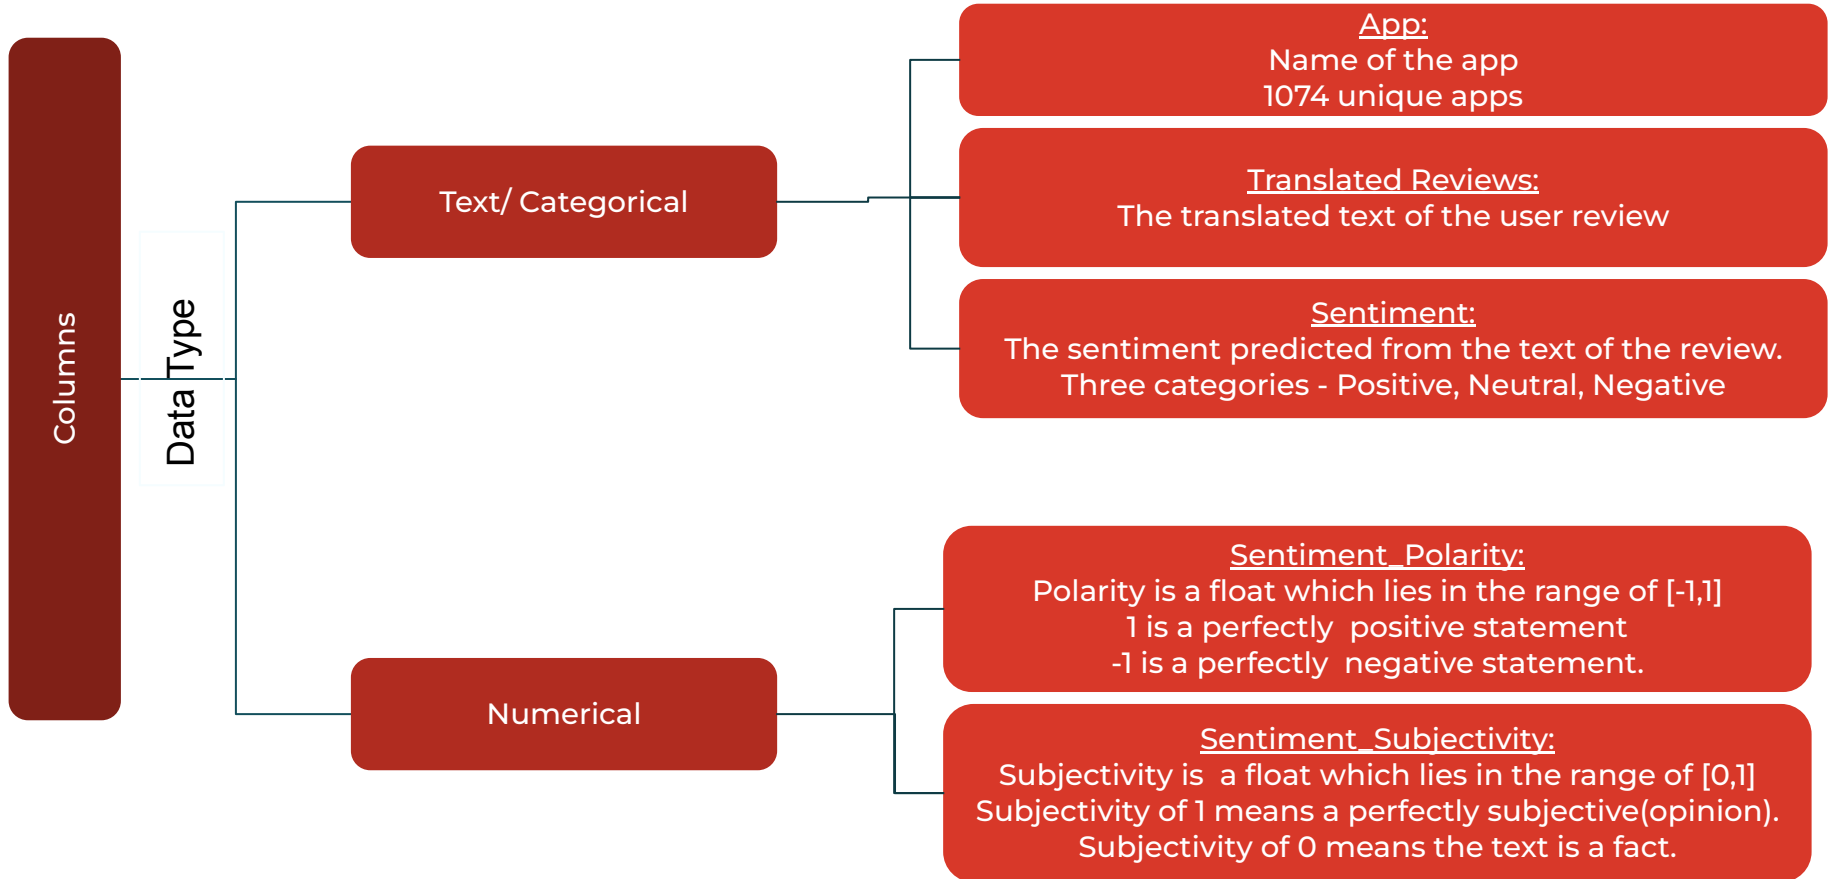 Columns
Data Type
Text/ Categorical
App:
Name of the app
1074 unique apps
Translated Reviews:
The translated text of the user review
Sentiment:
The sentiment predicted from the text of the review.
Three categories - Positive, Neutral, Negative
Numerical
Sentiment_Polarity:
Polarity is a float which lies in the range of [-1,1]
1 is a perfectly  positive statement
-1 is a perfectly  negative statement.
Sentiment_Subjectivity:
Subjectivity is  a float which lies in the range of [0,1]
Subjectivity of 1 means a perfectly subjective(opinion).
Subjectivity of 0 means the text is a fact.